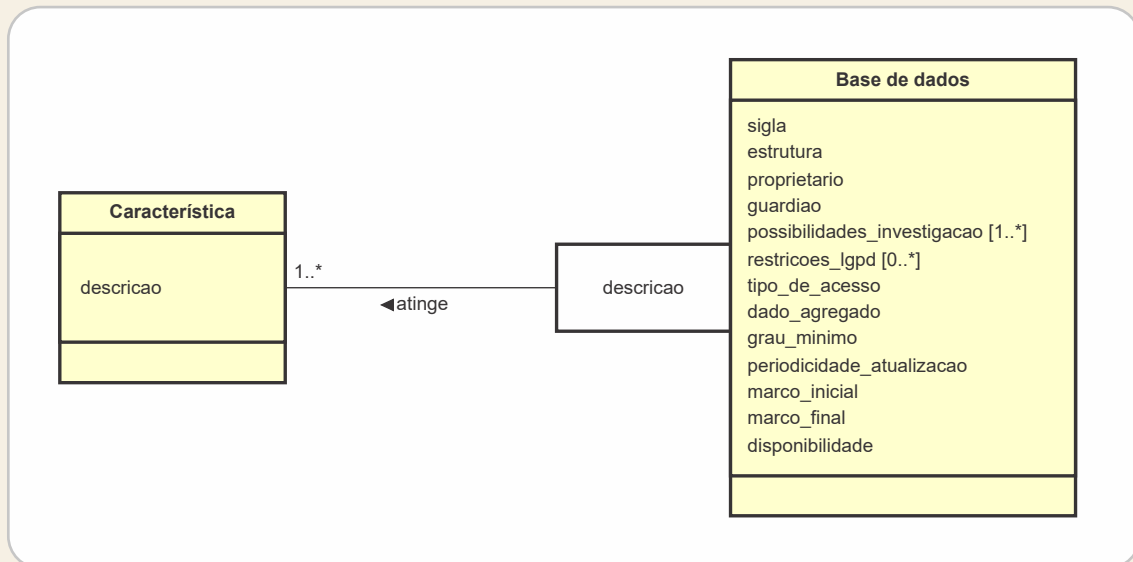 Característica
descricao
1..*
◀atinge
descricao
Base de dados
sigla
estrutura
proprietario
guardiao
possibilidades_investigacao [1..*]
restricoes_lgpd [0..*]
tipo_de_acesso
dado_agregado
grau_minimo
periodicidade_atualizacao
marco_inicial
marco_final
disponibilidade